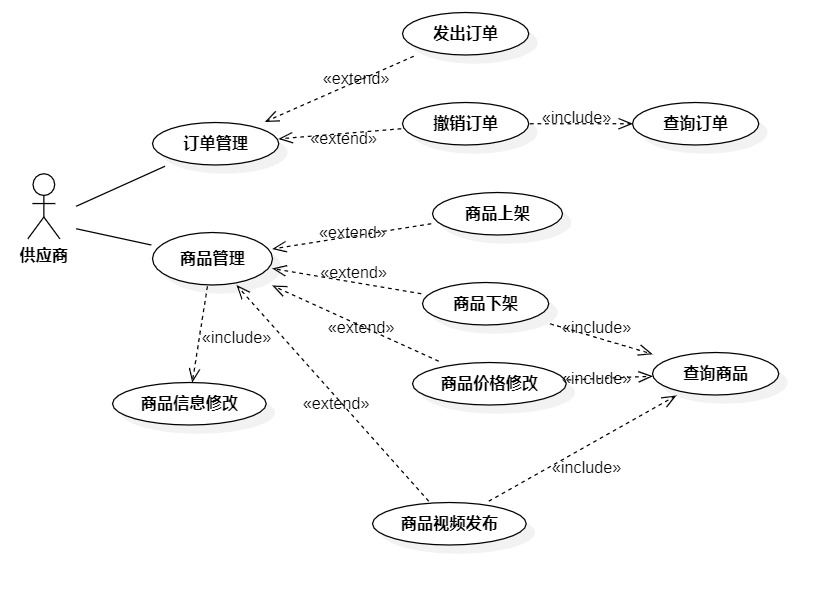 发出订单
«extend»
撤销订单
«include»
查询订单
«extend»
订单管理
供应商
商品上架
«extend»
商品管理
«extend»
商品下架
«include»
«extend»
«include»
商品价格修改
«include»
查询商品
商品信息修改
«extend»
«include»
商品视频发布